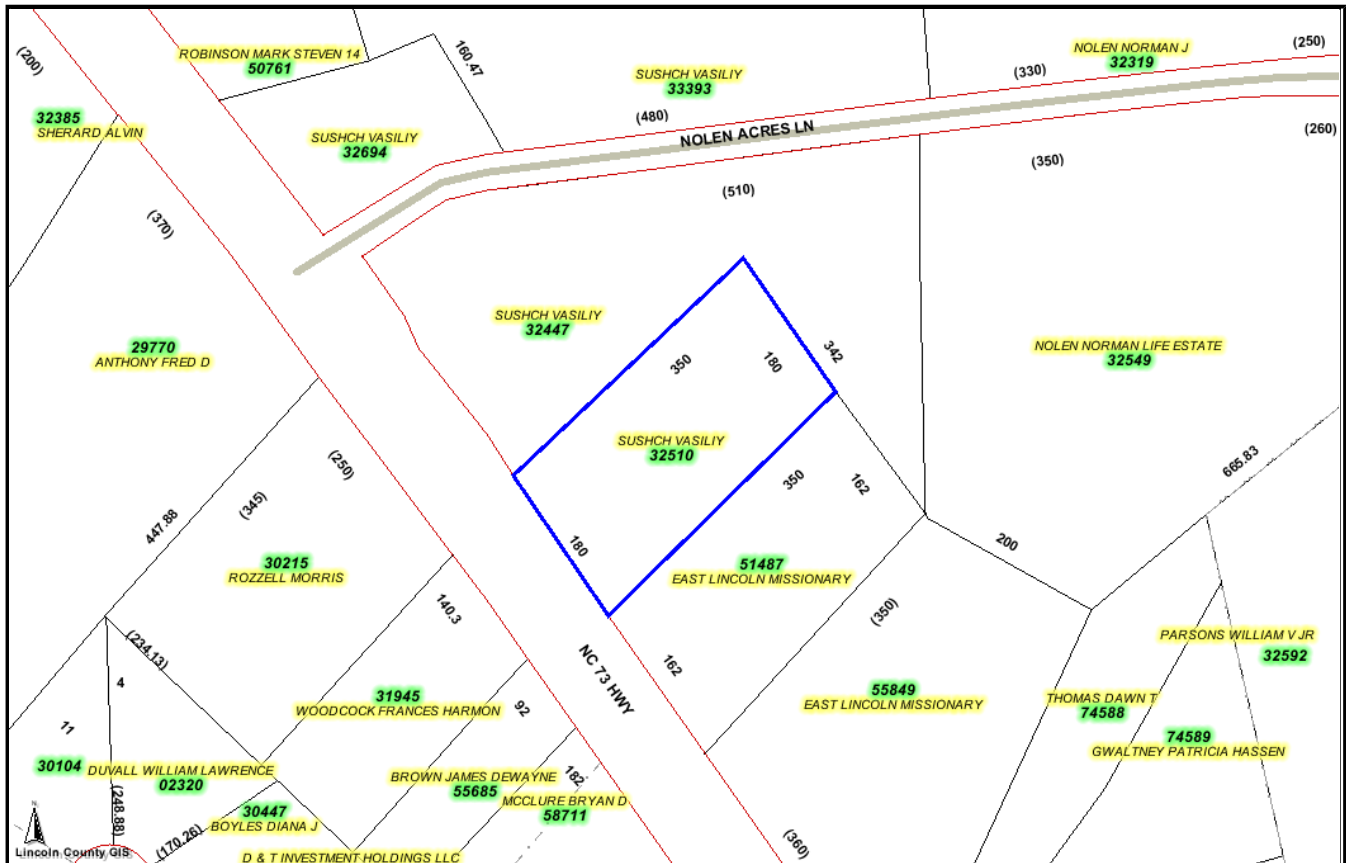 (200)
ROBINSON MARK STEVEN 14
50761
160.47
SUSHCH VASILIY
33393
(480)
NOLEN NORMAN J
32319
(330)
(250)
(260)
32385
SHERARD ALVIN
SUSHCH VASILIY
32694
NOLEN ACRES LN
(510)
(350)
(370)
29770
ANTHONY FRED D
SUSHCH VASILIY
32447
350
180
342
NOLEN NORMAN LIFE ESTATE
32549
SUSHCH VASILIY
32510
350
162
180
665.83
(250)
(345)
447.88
30215
ROZZELL MORRIS
51487
EAST LINCOLN MISSIONARY
200
(350)
140.3
162
NC 73 HWY
(234.13)
4
11
31945
WOODCOCK FRANCES HARMON
92
55849
EAST LINCOLN MISSIONARY
PARSONS WILLIAM V JR
32592
THOMAS DAWN T
74588
74589
GWALTNEY PATRICIA HASSEN
30104
DUVALL WILLIAM LAWRENCE
02320
(248.88)
30447
BOYLES DIANA J
(170.26)
BROWN JAMES DEWAYNE
55685
182
MCCLURE BRYAN D
58711
(360)
D & T INVESTMENT HOLDINGS LLC
N
Lincoln County GIS